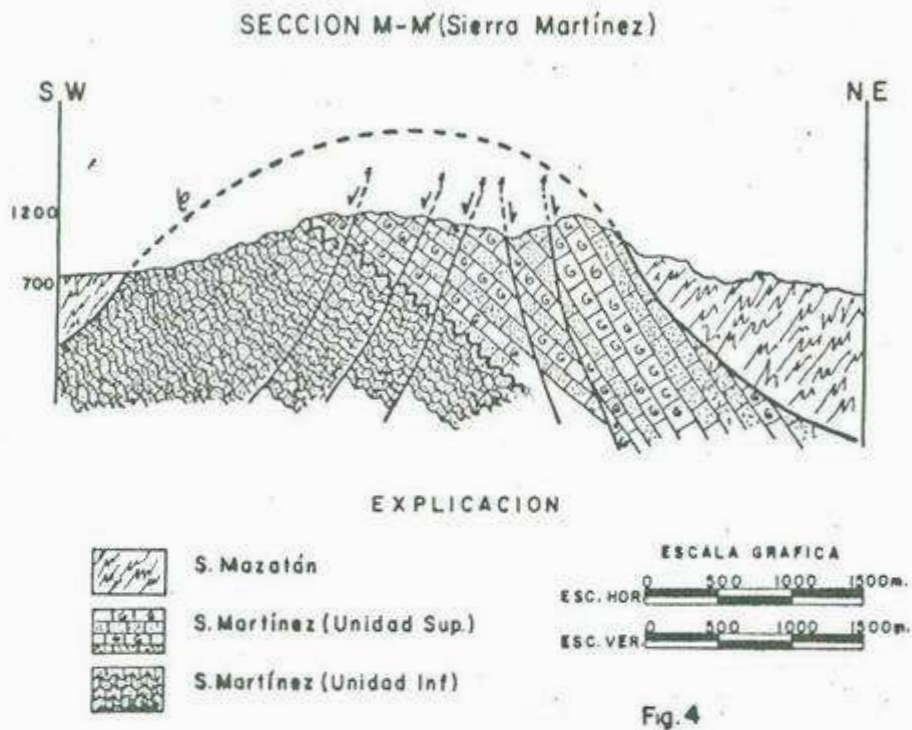 SECCION M-M' (Sierra Martínez)
S W
N E
1200
700
EXPLICACION
S. Mazatán
S. Martínez (Unidad Sup.)
S. Martínez (Unidad Inf)
ESCALA GRAFICA
0 500 1000 1500m.
ESC. HOR.
0 500 1000 1500m.
ESC. VER.
Fig. 4